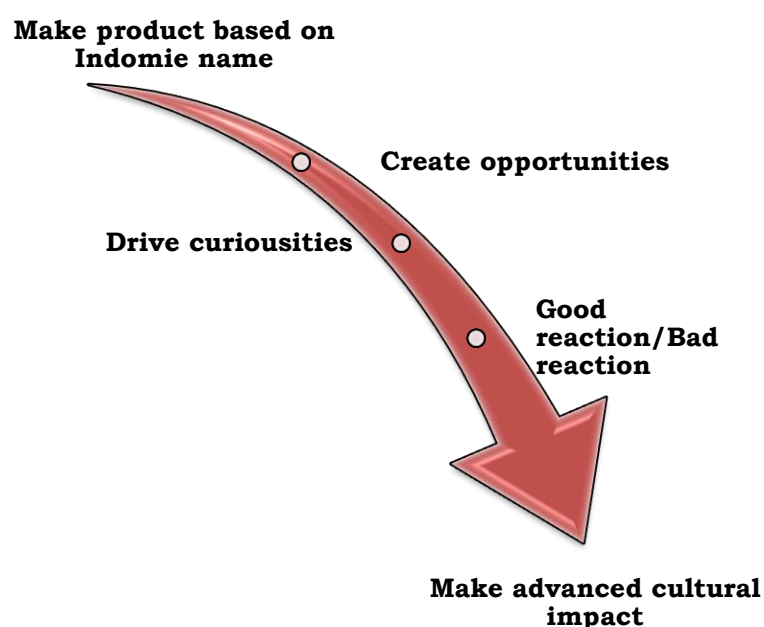 Make product based on
Indomie name
Create opportunities
Drive curiousities
Good
reaction/Bad
reaction
Make advanced cultural
impact